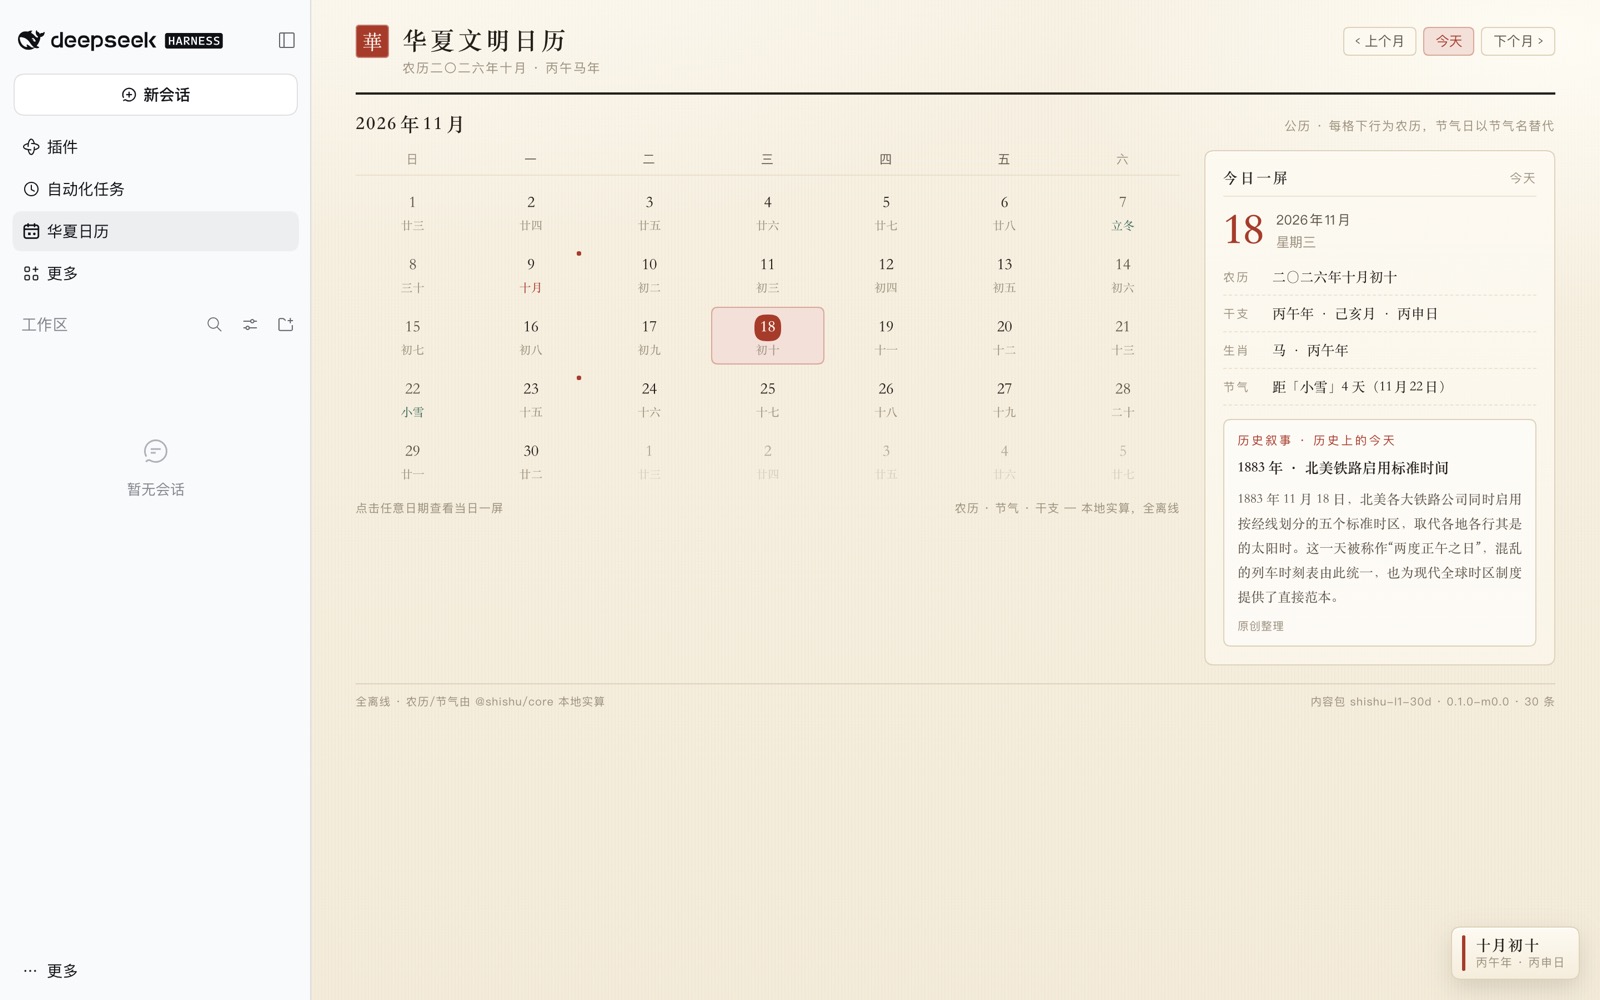 deepseek HARNESS
新会话
插件
自动化任务
华夏日历
更多
工作区
暂无会话
更多
華
华夏文明日历
农历二〇二六年十月 · 丙午马年
‹ 上个月
今天
下个月 ›
2026年11月
公历 · 每格下行为农历，节气日以节气名替代
日 一 二 三 四 五 六
1 2 3 4 5 6 7
廿三 廿四 廿五 廿六 廿七 廿八 立冬
8 9 10 11 12 13 14
三十 十月 初二 初三 初四 初五 初六
15 16 17 18 19 20 21
初七 初八 初九 初十 十一 十二 十三
22 23 24 25 26 27 28
小雪 十五 十六 十七 十八 十九 二十
29 30 1 2 3 4 5
廿一 廿二 廿三 廿四 廿五 廿六 廿七
点击任意日期查看当日一屏
农历 · 节气 · 干支 — 本地实算，全离线
今日一屏
今天
18
2026年11月
星期三
农历 二〇二六年十月初十
干支 丙午年 · 己亥月 · 丙申日
生肖 马 · 丙午年
节气 距「小雪」4 天（11月22日）
历史叙事 · 历史上的今天
1883 年 · 北美铁路启用标准时间
1883 年 11 月 18 日，北美各大铁路公司同时启用
按经线划分的五个标准时区，取代各地各行其是
的太阳时。这一天被称作“两度正午之日”，混乱
的列车时刻表由此统一，也为现代全球时区制度
提供了直接范本。
原创整理
全离线 · 农历/节气由 @shishu/core 本地实算
内容包 shishu-l1-30d · 0.1.0-m0.0 · 30 条
十月初十
丙午年 · 丙申日